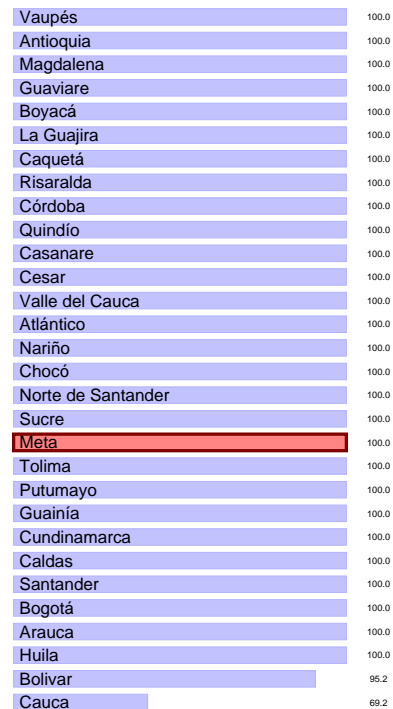 Vaupés 100.0
Antioquia 100.0
Magdalena 100.0
Guaviare 100.0
Boyacá 100.0
La Guajira 100.0
Caquetá 100.0
Risaralda 100.0
Córdoba 100.0
Quindío 100.0
Casanare 100.0
Cesar 100.0
Valle del Cauca 100.0
Atlántico 100.0
Nariño 100.0
Chocó 100.0
Norte de Santander 100.0
Sucre 100.0
Meta 100.0
Tolima 100.0
Putumayo 100.0
Guainía 100.0
Cundinamarca 100.0
Caldas 100.0
Santander 100.0
Bogotá 100.0
Arauca 100.0
Huila 100.0
Bolivar 95.2
Cauca 69.2